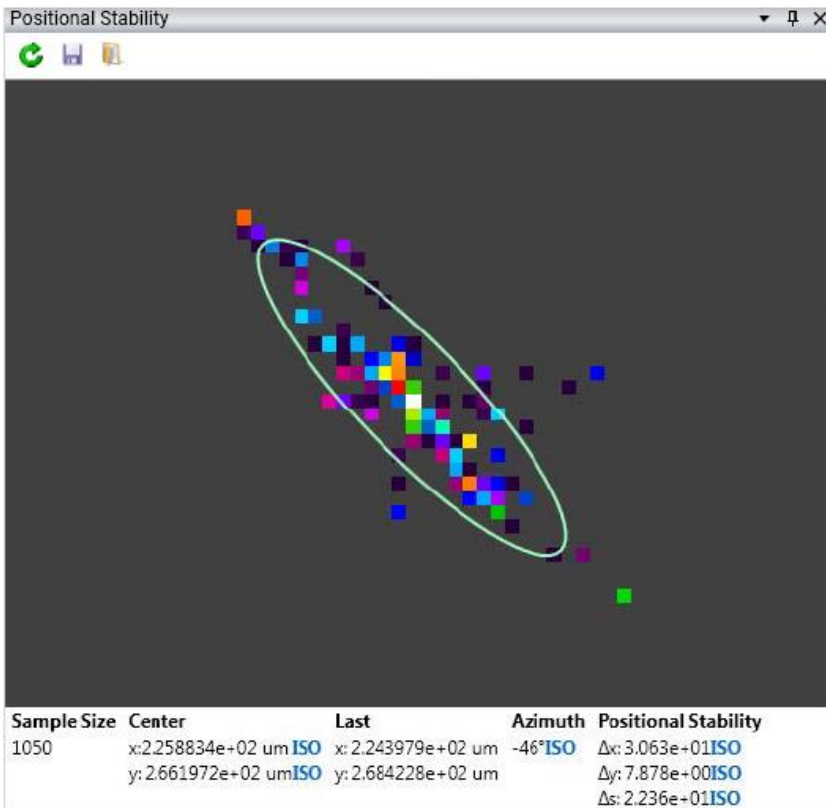 Positional Stability
Sample Size Center Last Azimuth Positional Stability
1050 x:2.258834e+02 um ISO x: 2.243979e+02 um -46°ISO Δx: 3.063e+01ISO
y: 2.661972e+02 umISO y: 2.684228e+02 um Δy: 7.878e+00ISO
Δs: 2.236e+01ISO